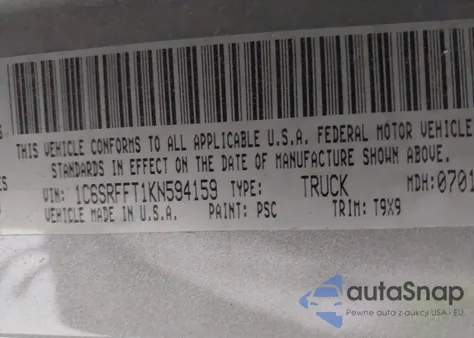 THIS VEHICLE CONFORMS TO ALL APPLICABLE U.S.A. FEDERAL MOTOR VEHICLE
STANDARDS IN EFFECT ON THE DATE OF MANUFACTURE SHOWN ABOVE.
VIN: 1C6SRFFT1KN594159 TYPE: TRUCK MDH:0701
VEHICLE MADE IN U.S.A. PAINT: PSC TRIM: T9X9
autaSnap
Pewne auta z aukcji USA - EU